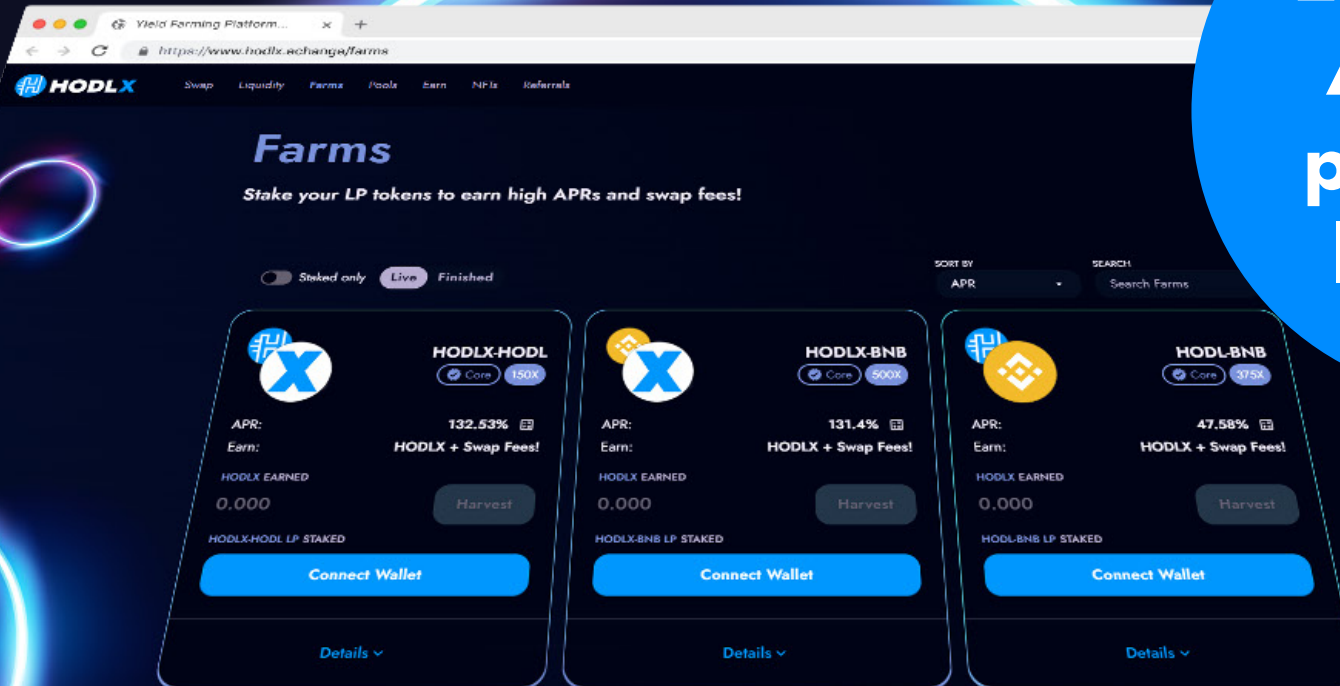 Yield Farming Platform... × +
https://www.hodlx.echange/farms
HODLX Swap Liquidity Farms Pools Earn NFTs Referrals
Farms
Stake your LP tokens to earn high APRs and swap fees!
Staked only Live Finished
SORT BY SEARCH
APR Search Farms
HODLX-HODL
Core 150X
APR: 132.53%
Earn: HODLX + Swap Fees!
HODLX EARNED
0.000 Harvest
HODLX-HODL LP STAKED
Connect Wallet
Details
HODLX-BNB
Core 500X
APR: 131.4%
Earn: HODLX + Swap Fees!
HODLX EARNED
0.000 Harvest
HODLX-BNB LP STAKED
Connect Wallet
Details
HODL-BNB
Core 375X
APR: 47.58%
Earn: HODLX + Swap Fees!
HODLX EARNED
0.000 Harvest
HODL-BNB LP STAKED
Connect Wallet
Details